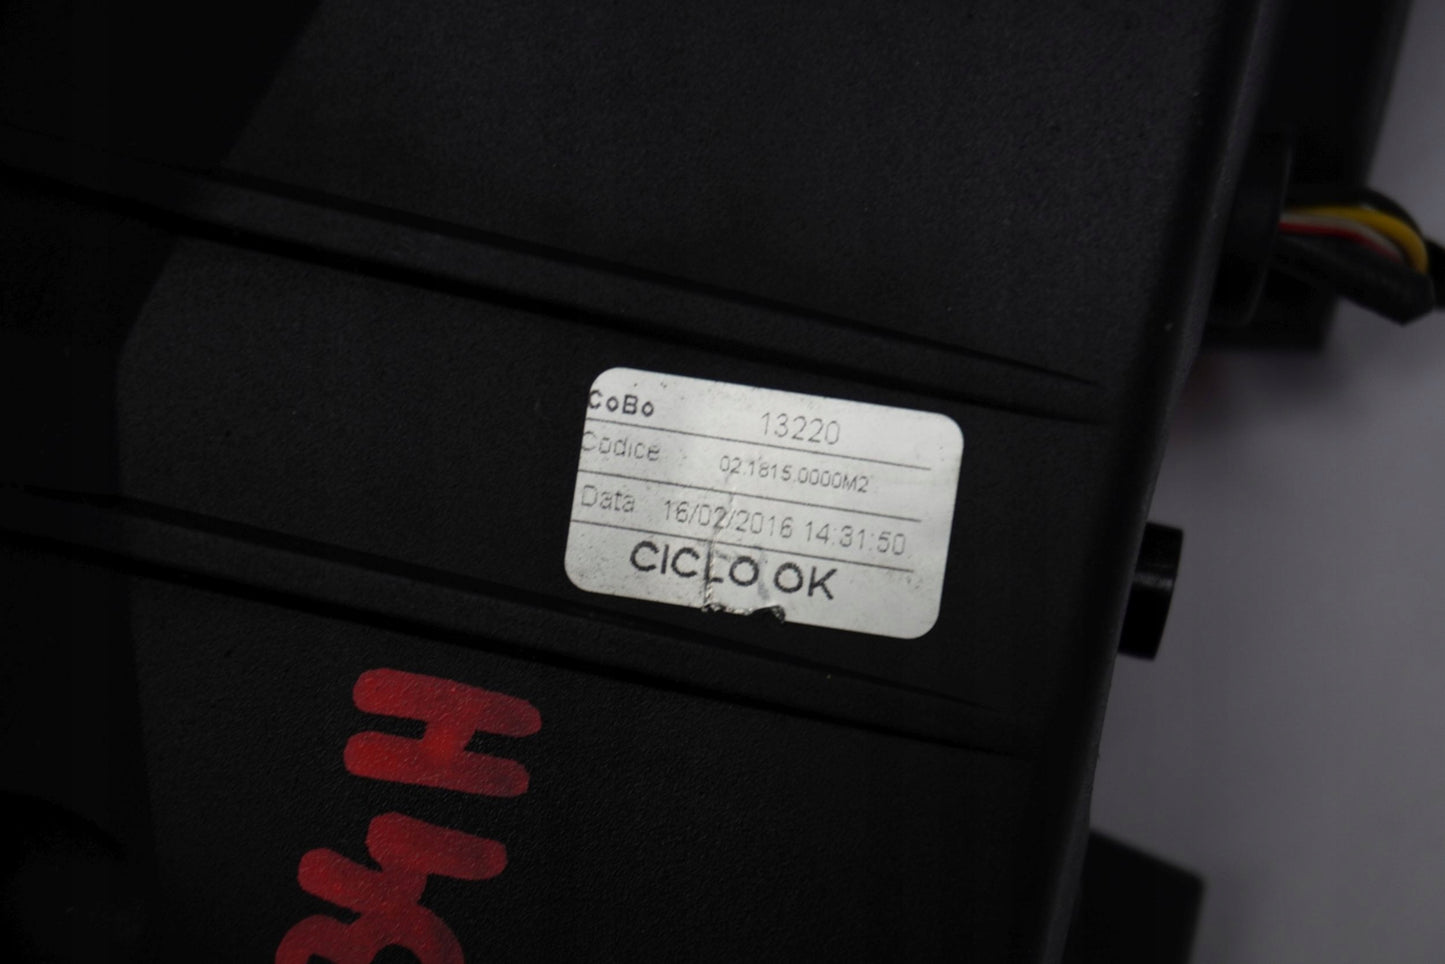 CoBo 13220
Codice 02.1815.0000M2
Data 16/02/2016 14:31:50
CICLO OK
H